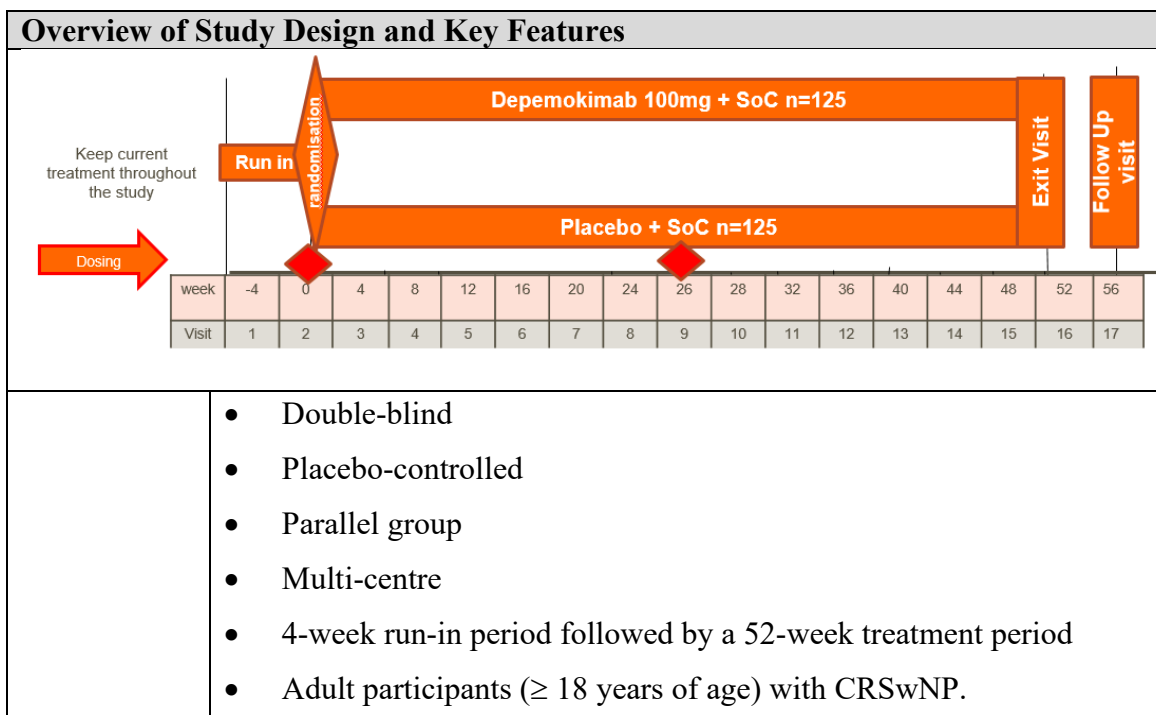 Overview of Study Design and Key Features
Depemokimab 100mg + SoC n=125
randomisation
Exit Visit
Follow Up
visit
Keep current
treatment throughout
the study
Run in
Placebo + SoC n=125
Dosing
week -4 0 4 8 12 16 20 24 26 28 32 36 40 44 48 52 56
Visit 1 2 3 4 5 6 7 8 9 10 11 12 13 14 15 16 17
• Double-blind
• Placebo-controlled
• Parallel group
• Multi-centre
• 4-week run-in period followed by a 52-week treatment period
• Adult participants (≥ 18 years of age) with CRSwNP.